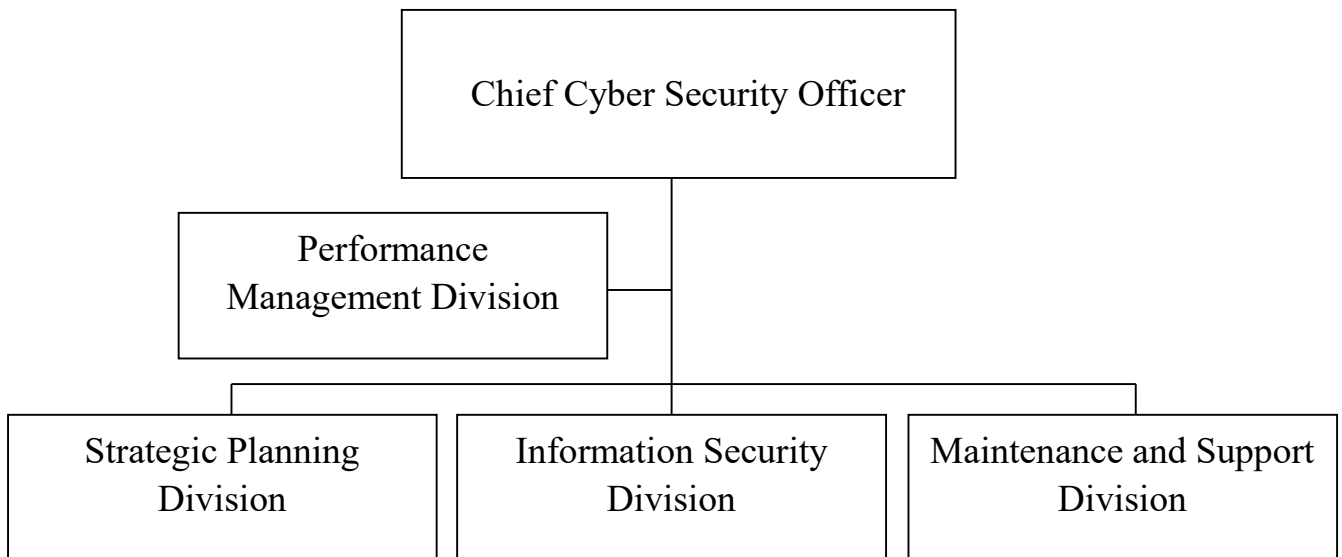 Chief Cyber Security Officer
Performance
Management Division
Strategic Planning
Division
Information Security
Division
Maintenance and Support
Division